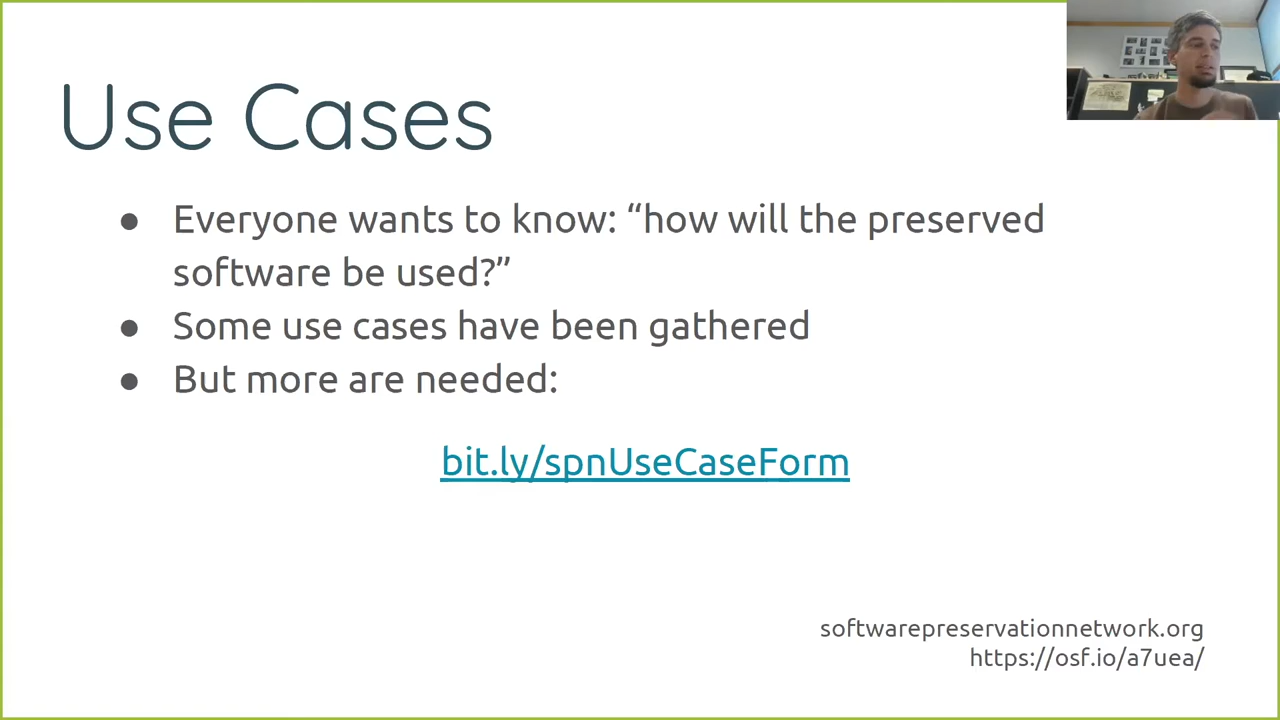 Use Cases
● Everyone wants to know: “how will the preserved
software be used?”
● Some use cases have been gathered
● But more are needed:
bit.ly/spnUseCaseForm
softwarepreservationnetwork.org
https://osf.io/a7uea/